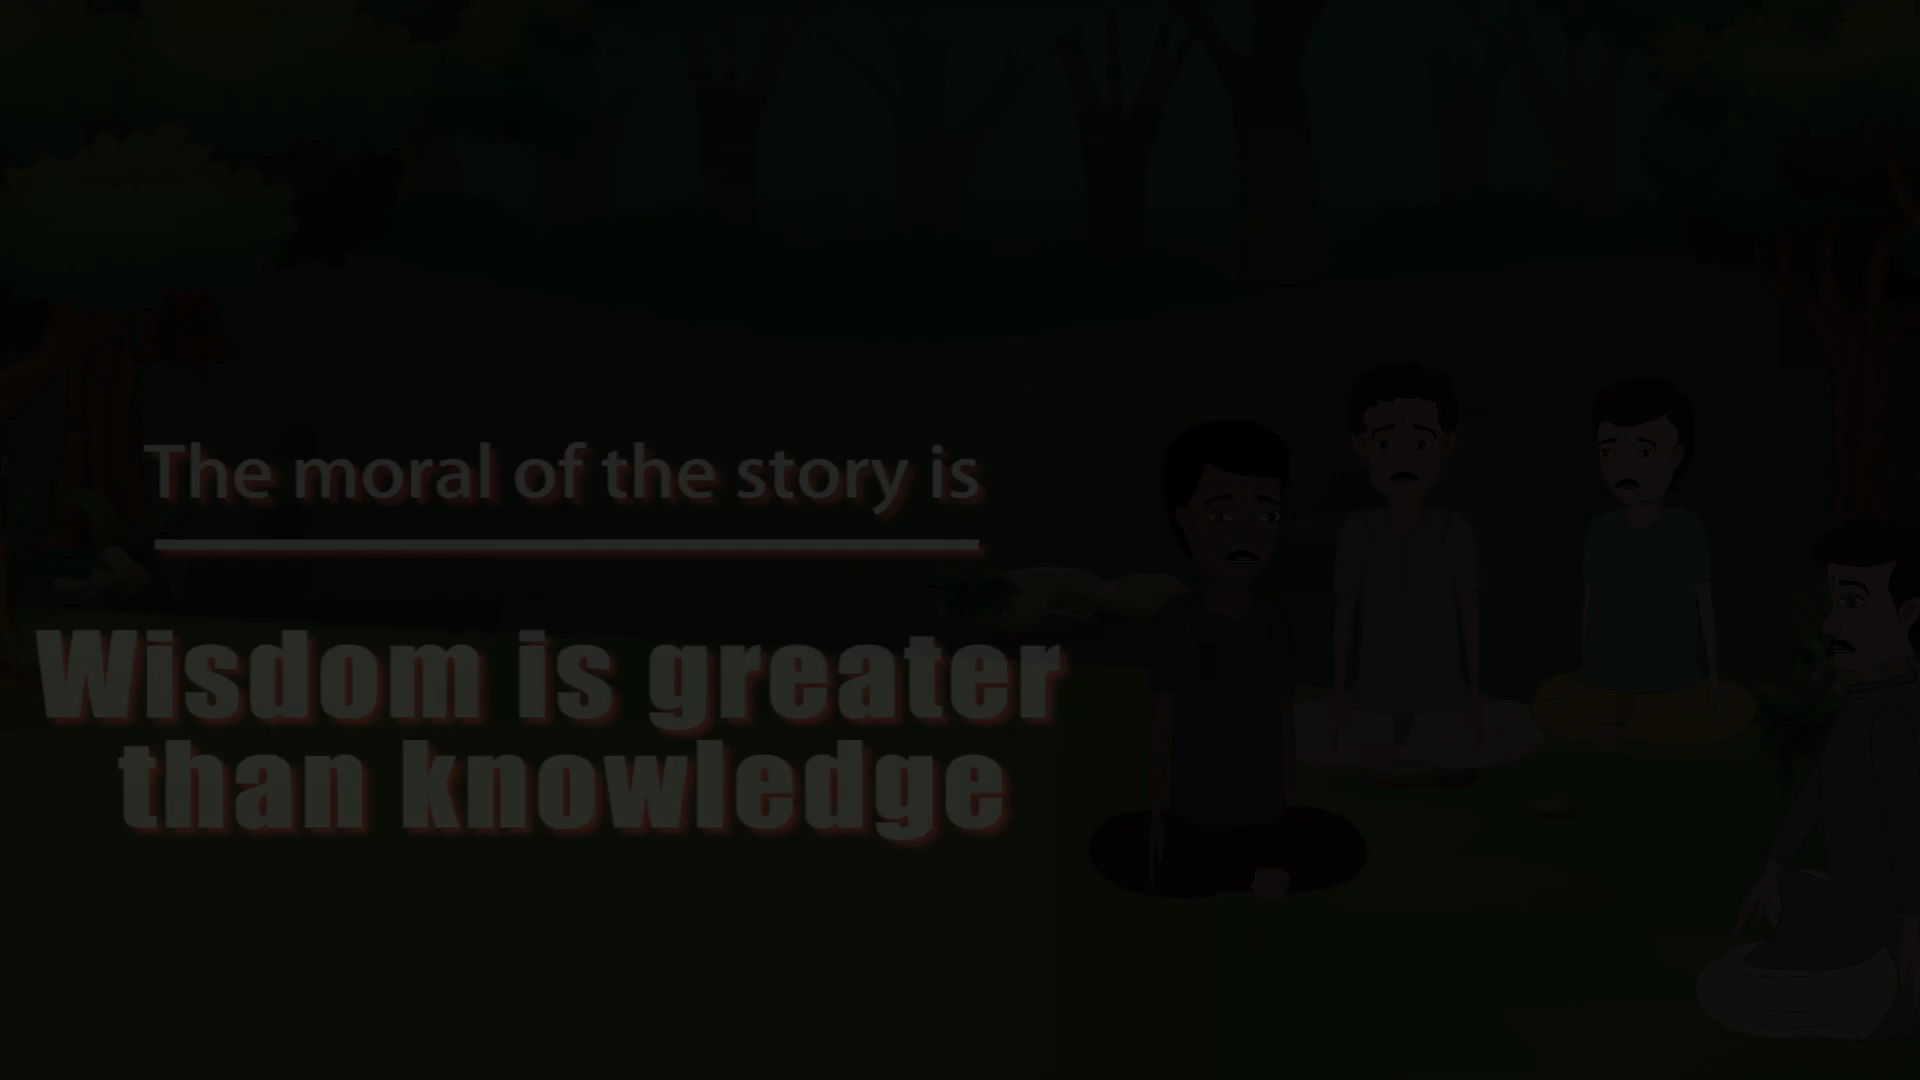 The moral of the story is
Wisdom is greater
than knowledge